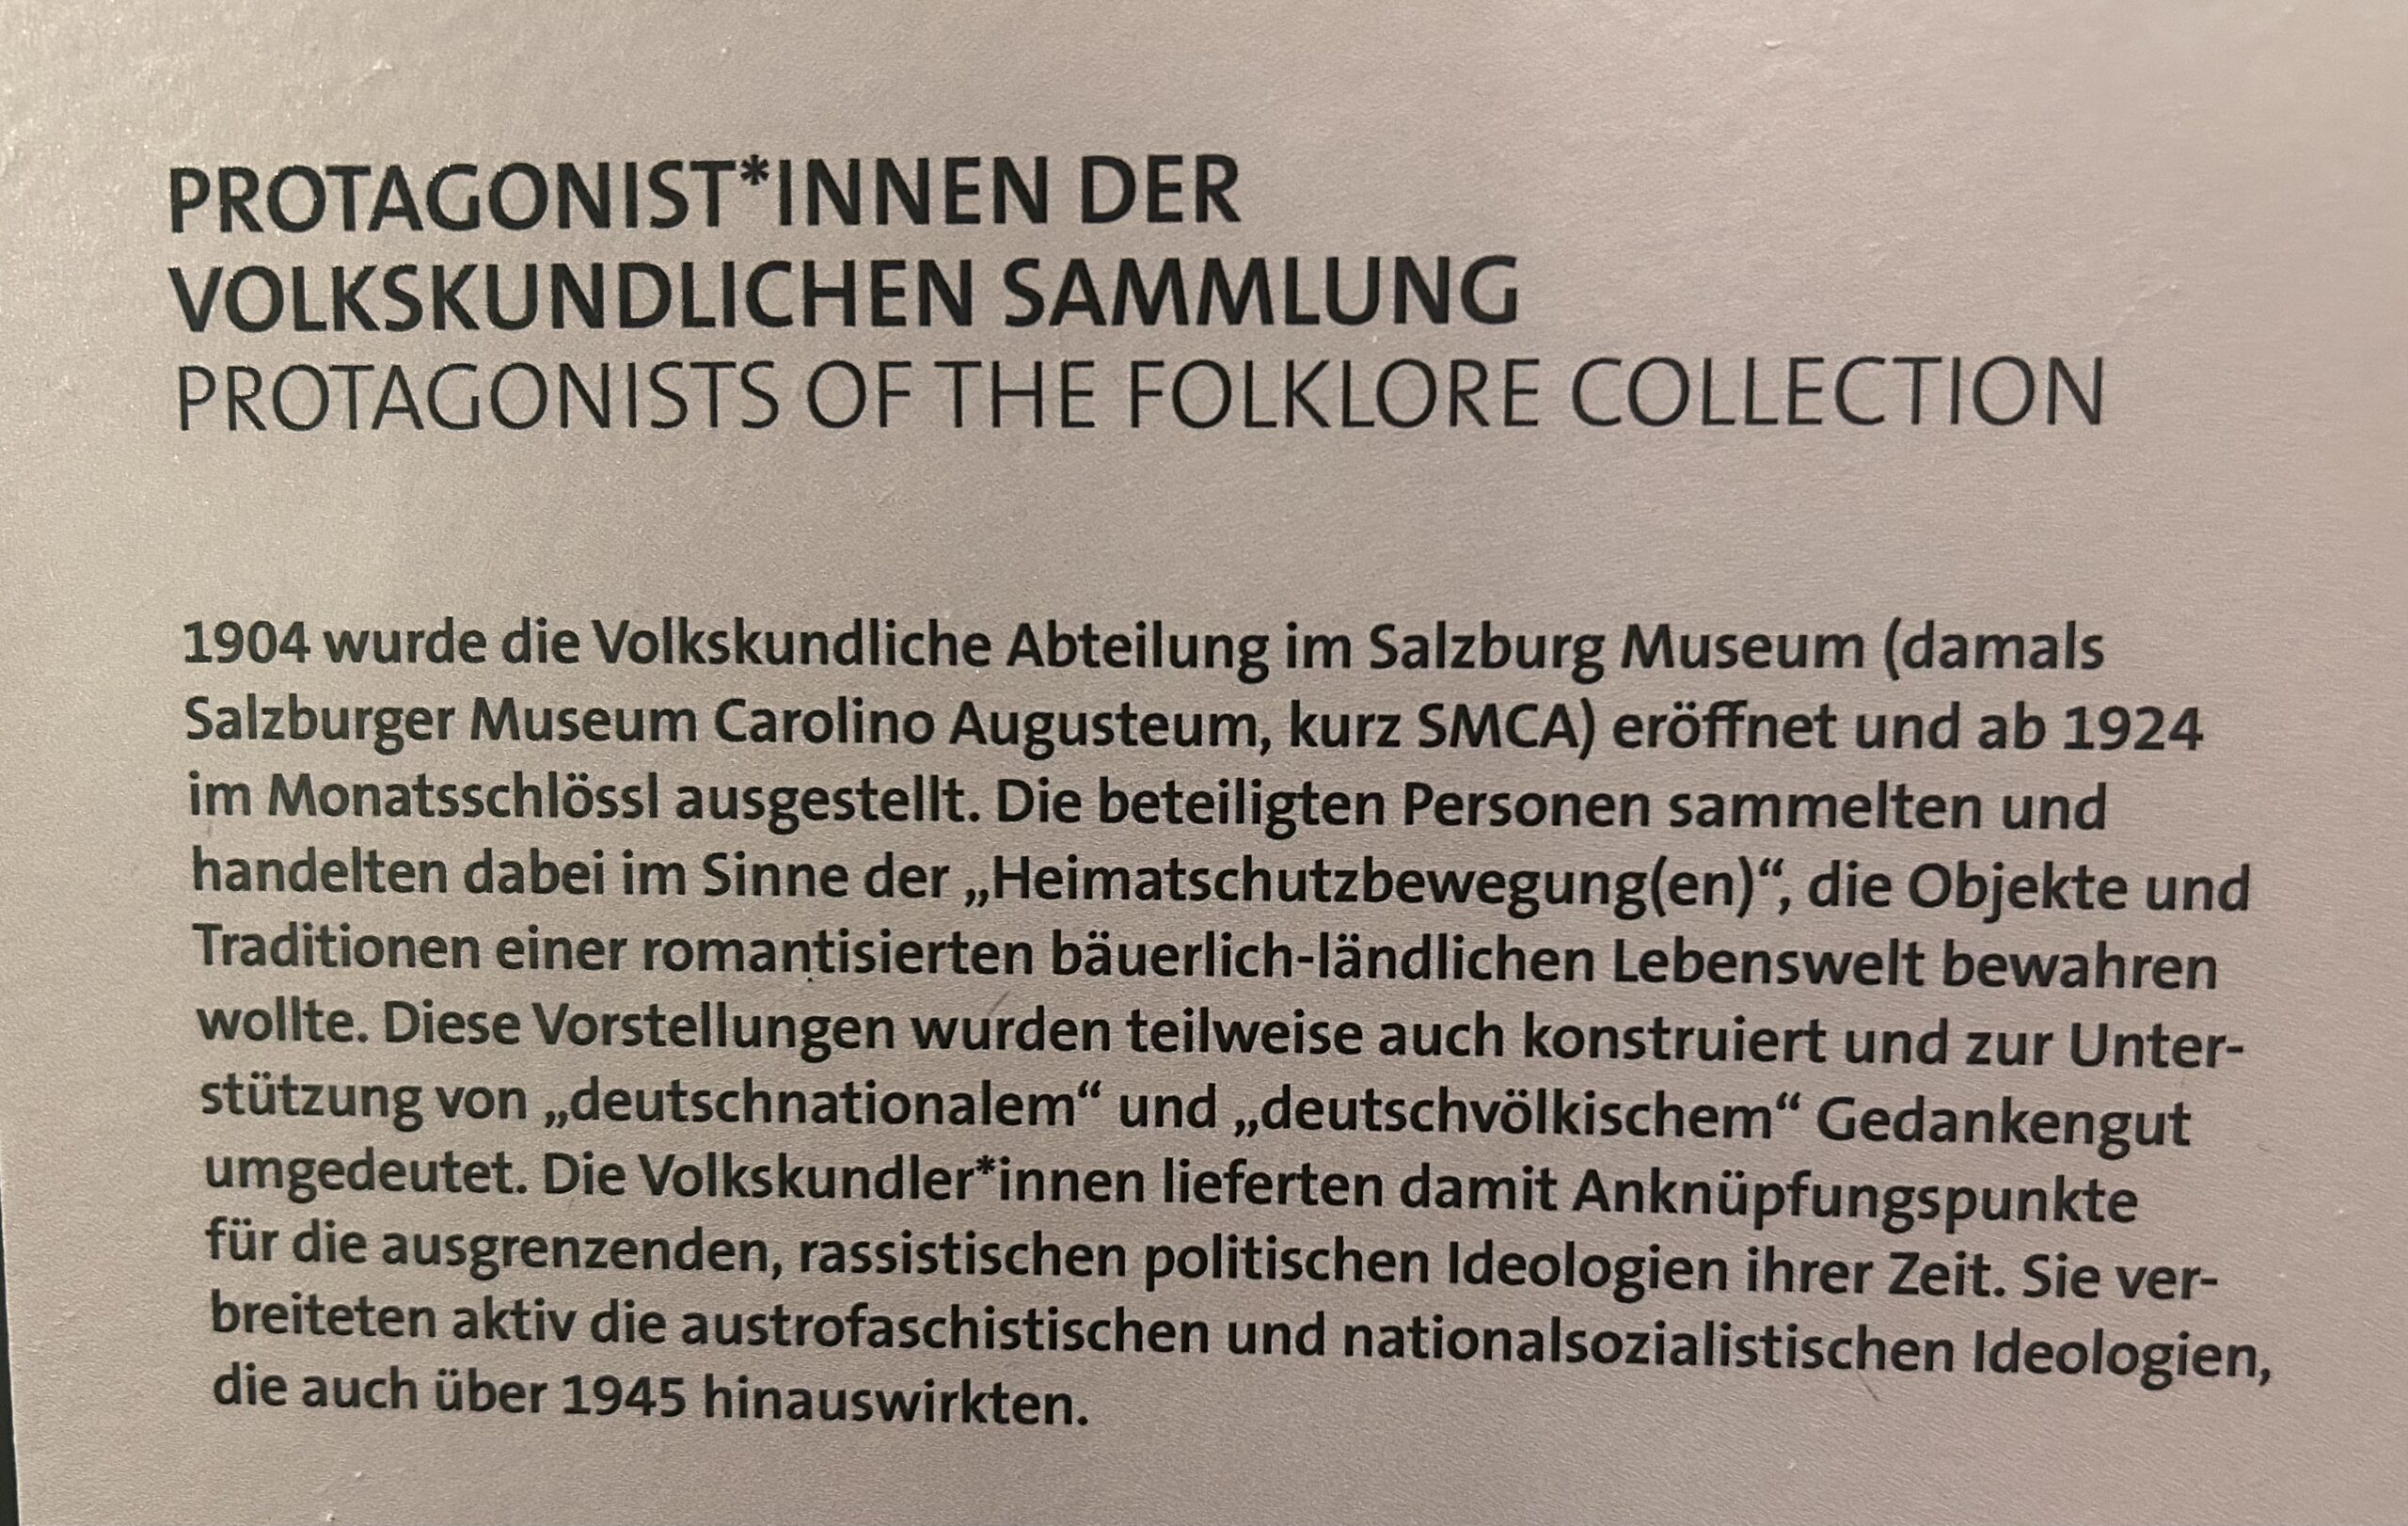 PROTAGONIST*INNEN DER
VOLKSKUNDLICHEN SAMMLUNG
PROTAGONISTS OF THE FOLKLORE COLLECTION
1904 wurde die Volkskundliche Abteilung im Salzburg Museum (damals
Salzburger Museum Carolino Augusteum, kurz SMCA) eröffnet und ab 1924
im Monatsschlössl ausgestellt. Die beteiligten Personen sammelten und
handelten dabei im Sinne der „Heimatschutzbewegung(en)“, die Objekte und
Traditionen einer romantisierten bäuerlich-ländlichen Lebenswelt bewahren
wollte. Diese Vorstellungen wurden teilweise auch konstruiert und zur Unter-
stützung von „deutschnationalem“ und „deutschvölkischem“ Gedankengut
umgedeutet. Die Volkskundler*innen lieferten damit Anknüpfungspunkte
für die ausgrenzenden, rassistischen politischen Ideologien ihrer Zeit. Sie ver-
breiteten aktiv die austrofaschistischen und nationalsozialistischen Ideologien,
die auch über 1945 hinauswirkten.